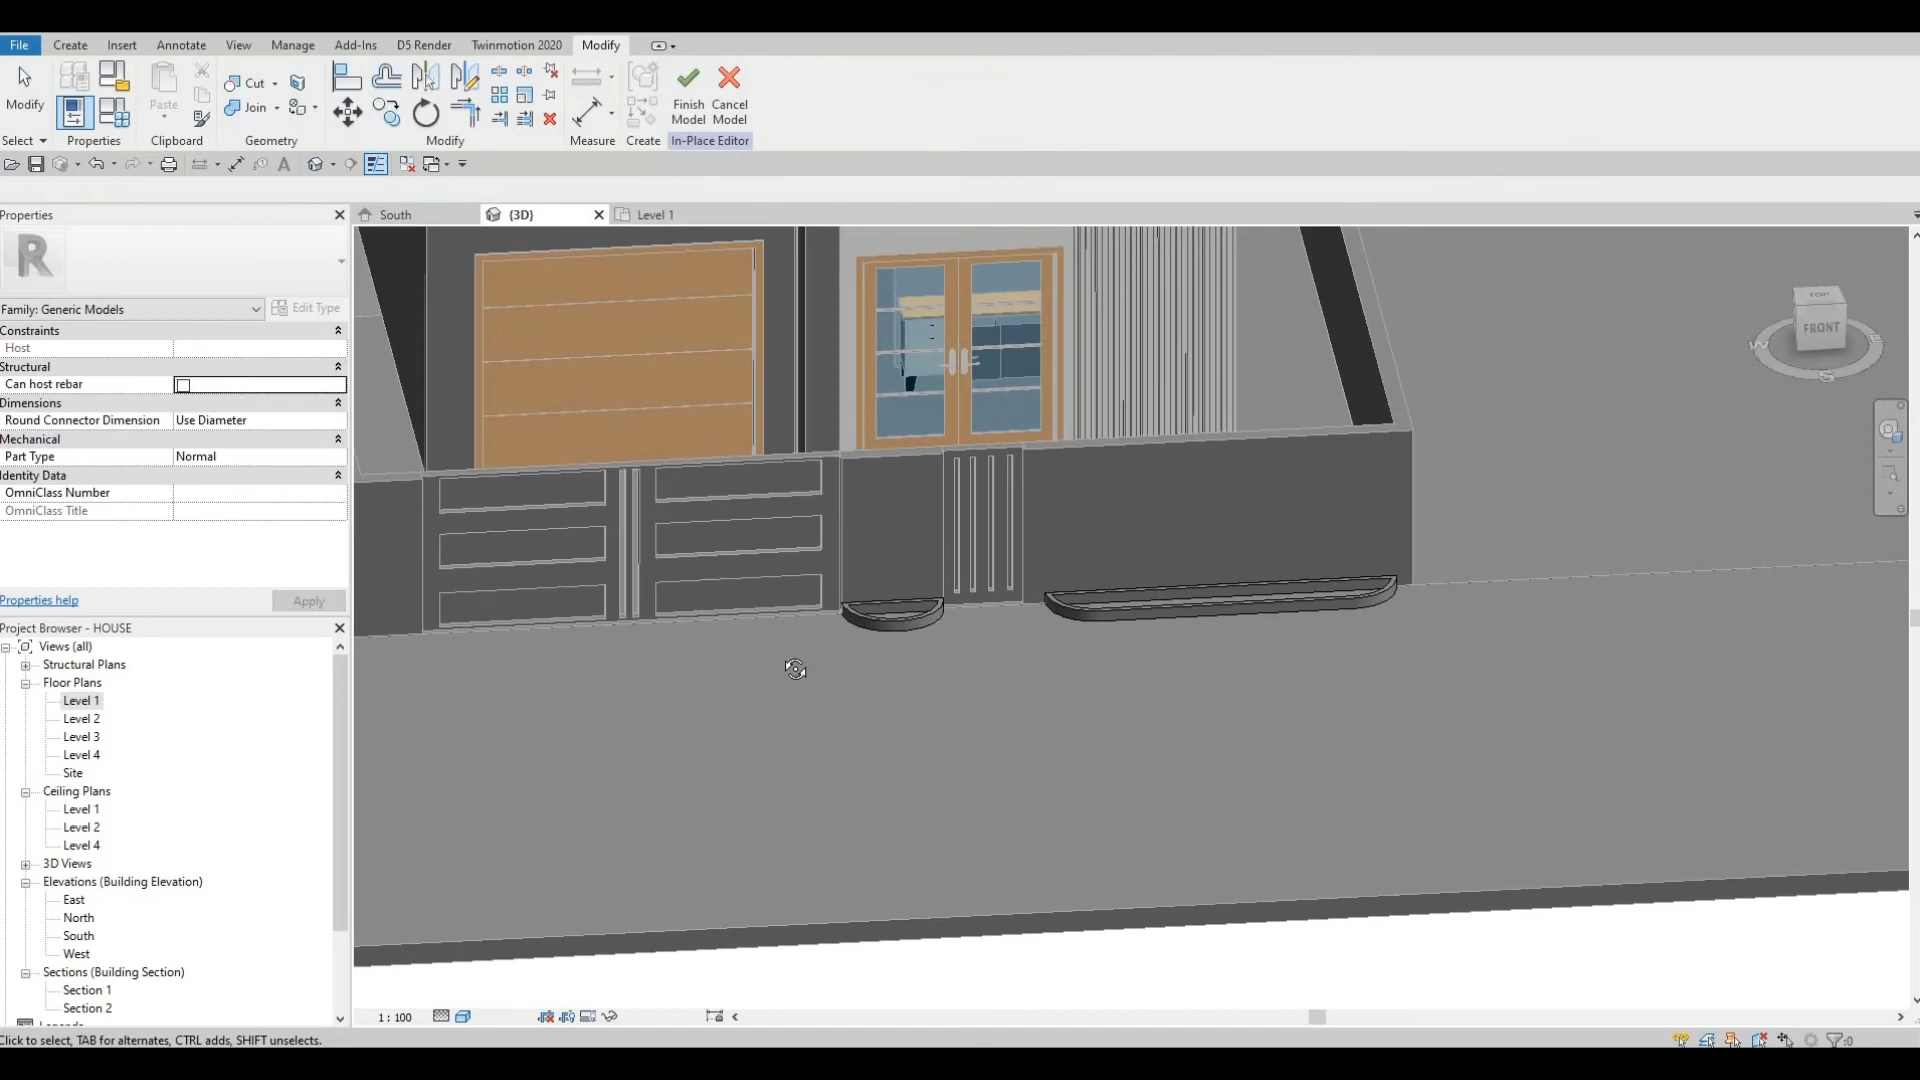 File Create Insert Annotate View Manage Add-Ins D5 Render Twinmotion 2020 Modify
Modify Paste Cut Join Finish Model Cancel Model
Select Properties Clipboard Geometry Modify Measure Create In-Place Editor
Properties
South {3D} Level 1
R
Family: Generic Models Edit Type
Constraints
Host
Structural
Can host rebar
Dimensions
Round Connector Dimension Use Diameter
Mechanical
Part Type Normal
Identity Data
OmniClass Number
OmniClass Title
Properties help Apply
Project Browser - HOUSE
Views (all)
Structural Plans
Floor Plans
Level 1
Level 2
Level 3
Level 4
Site
Ceiling Plans
Level 1
Level 2
Level 4
3D Views
Elevations (Building Elevation)
East
North
South
West
Sections (Building Section)
Section 1
Section 2
TOP
FRONT
W
E
S
1 : 100
Click to select, TAB for alternates, CTRL adds, SHIFT unselects.
:0